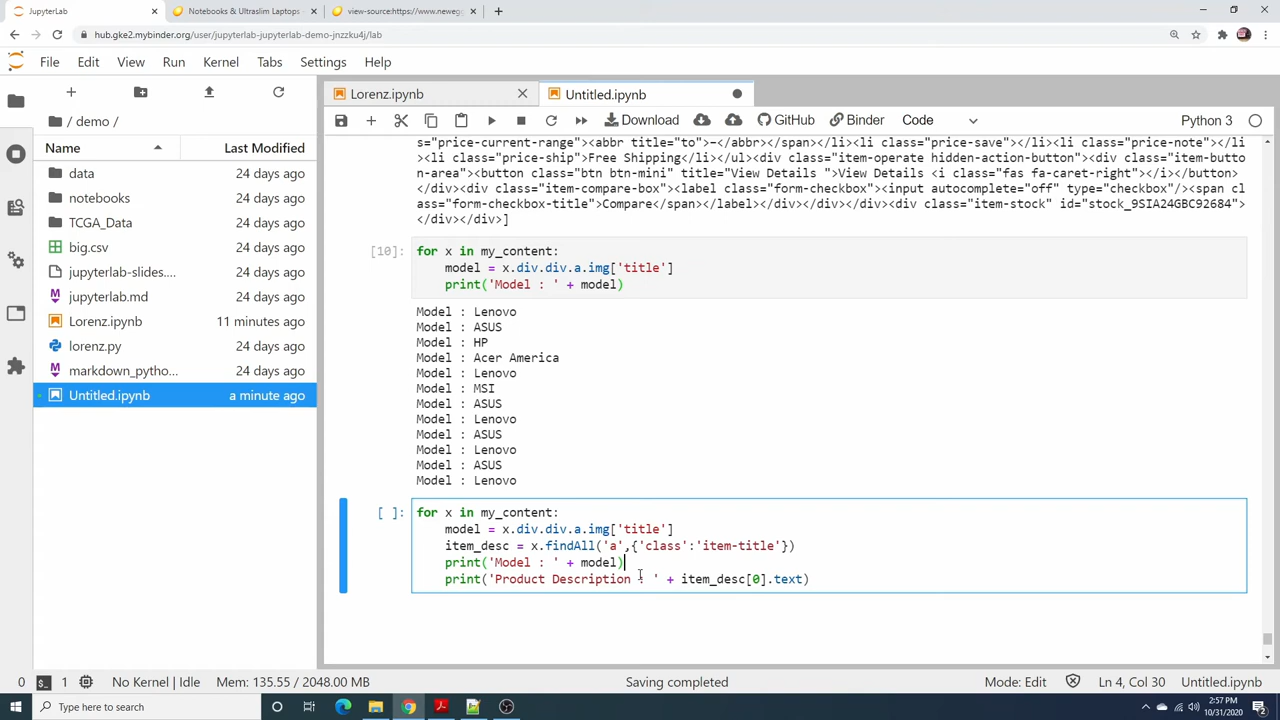 JupyterLab
Notebooks & Ultraslim Laptops
view-source:https://www.newegg
hub.gke2.mybinder.org/user/jupyterlab-jupyterlab-demo-jnzzku4j/lab
File Edit View Run Kernel Tabs Settings Help
Lorenz.ipynb
Untitled.ipynb
Download GitHub Binder Code Python 3
/ demo /
Name Last Modified
data 24 days ago
notebooks 24 days ago
TCGA_Data 24 days ago
big.csv 24 days ago
jupyterlab-slides.... 24 days ago
jupyterlab.md 24 days ago
Lorenz.ipynb 11 minutes ago
lorenz.py 24 days ago
markdown_pytho... 24 days ago
Untitled.ipynb a minute ago
s="price-current-range"><abbr title="to">–</abbr></span></li><li class="price-save"></li><li class="price-note"></li
><li class="price-ship">Free Shipping</li></ul><div class="item-operate hidden-action-button"><div class="item-butto
n-area"><button class="btn btn-mini" title="View Details ">View Details <i class="fas fa-caret-right"></i></button>
</div><div class="item-compare-box"><label class="form-checkbox"><input autocomplete="off" type="checkbox"/><span cl
ass="form-checkbox-title">Compare</span></label></div></div></div><div class="item-stock" id="stock_9SIA24GBC92684">
</div></div>]
[10]: for x in my_content:
model = x.div.div.a.img['title']
print('Model : ' + model)
Model : Lenovo
Model : ASUS
Model : HP
Model : Acer America
Model : Lenovo
Model : MSI
Model : ASUS
Model : Lenovo
Model : ASUS
Model : Lenovo
Model : ASUS
Model : Lenovo
[ ]: for x in my_content:
model = x.div.div.a.img['title']
item_desc = x.findAll('a',{'class':'item-title'})
print('Model : ' + model)
print('Product Description : ' + item_desc[0].text)
0 1 No Kernel | Idle Mem: 135.55 / 2048.00 MB Saving completed Mode: Edit Ln 4, Col 30 Untitled.ipynb
Type here to search
2:57 PM
10/31/2020
2